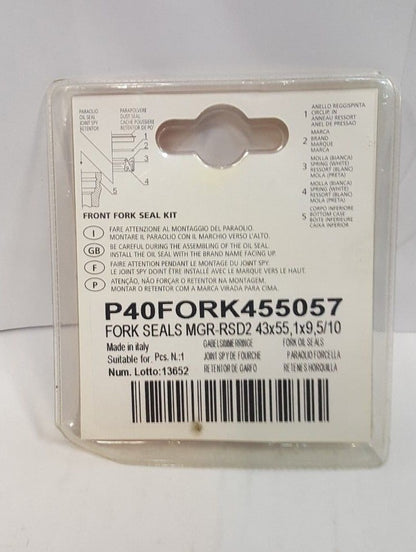 PARAOLIO
OIL SEAL
JOINT SPY
RETENTOR
PARAPOLVERE
DUST SEAL
CACHE POUSSIERE
RETENTOR DE PO
1
2
3
4
5
1 ANELLO REGGISPINTA
CIRCLIP IN
ANNEAU RESSORT
ANEL DE PRESSAO
2 MARCA
BRAND
MARQUE
MARCA
3 MOLLA (BIANCA)
SPRING (WHITE)
RESSORT (BLANC)
MOLA (PRETA)
4 MOLLA (BIANCA)
SPRING (WHITE)
RESSORT (BLANC)
MOLA (PRETA)
5 CORPO INFERIORE
BOTTOM CASE
BOITE INFERIEURE
CAIXA INFERIOR
FRONT FORK SEAL KIT
I FARE ATTENZIONE AL MONTAGGIO DEL PARAOLIO.
MONTARE IL PARAOLIO CON IL MARCHIO VERSO L'ALTO.
GB BE CAREFUL DURING THE ASSEMBLING OF THE OIL SEAL.
INSTALL THE OIL SEAL WITH THE BRAND NAME FACING UP.
F FAIRE ATTENTION PENDANT LE MONTAGE DU JOINT SPY.
LE JOINT SPY DOINT ÊTRE INSTALLÉ AVEC LE MARQUE VERS LE HAUT.
P ATENÇÃO, NÃO FORÇAR O RETENTOR NA MONTAGEM.
MONTAR O RETENTOR COM A MARCA VIRADA PARA CIMA.
P40FORK455057
FORK SEALS MGR-RSD2 43x55,1x9,5/10
Made in italy GABELSIMMERRINGE FORK OIL SEALS
Suitable for: Pcs. N.:1 JOINT SPY DE FOURCHE PARAOLIO FORCELLA
Num. Lotto:13652 RETENTOR DE GARFO RETENES HORQUILLA